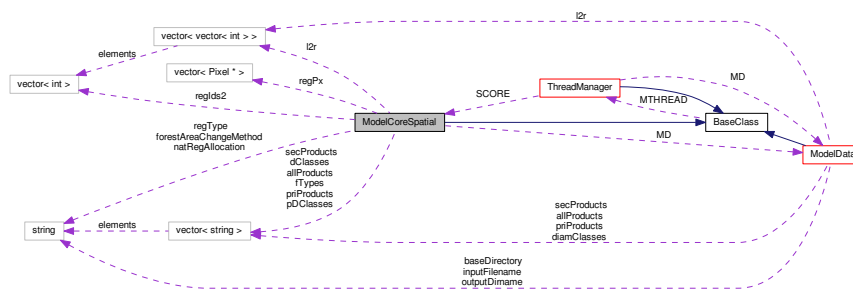 l2r
vector< vector< int > >
elements
l2r
vector< Pixel * >
regPx
vector< int >
regIds2
ThreadManager
MD
SCORE
MTHREAD
BaseClass
ModelCoreSpatial
MD
ModelData
regType
forestAreaChangeMethod
natRegAllocation
secProducts
dClasses
allProducts
fTypes
priProducts
pDClasses
string
elements
vector< string >
secProducts
allProducts
priProducts
diamClasses
baseDirectory
inputFilename
outputDirname